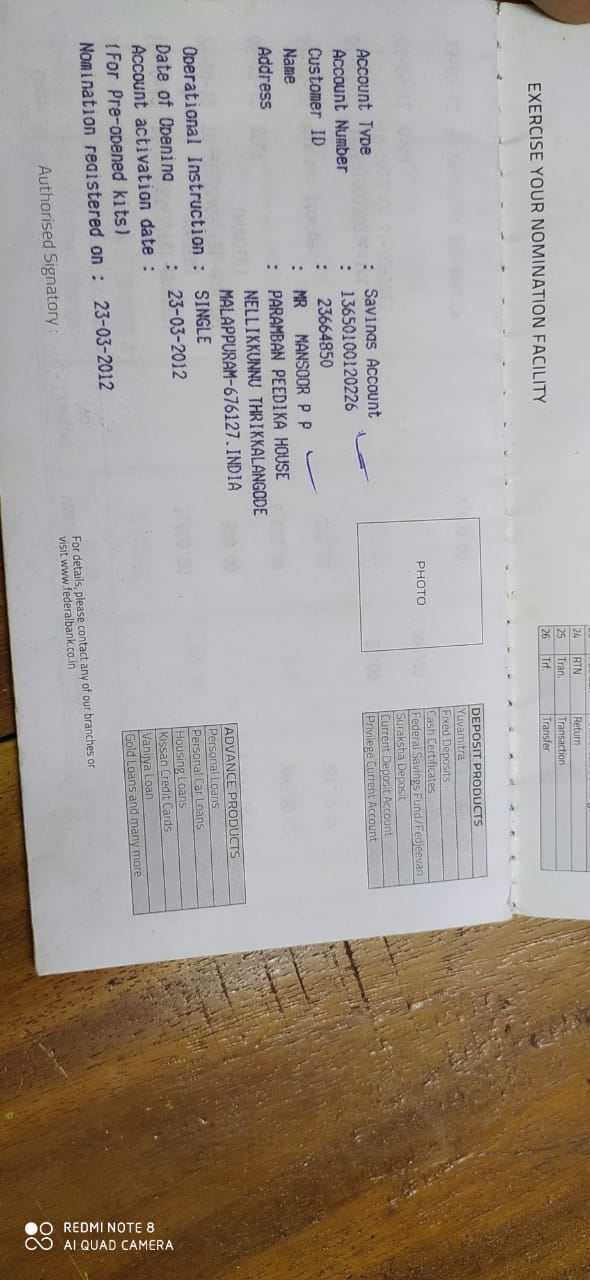 EXERCISE YOUR NOMINATION FACILITY
24 RTN Return
25 Tran. Transaction
26 Trf. Transfer
Account Type : Savings Account
Account Number : 13650100120226
Customer ID : 23664850
Name : MR MANSOOR P P
Address : PARAMBAN PEEDIKA HOUSE
NELLIKKUNNU THRIKKALANGODE
MALAPPURAM-676127.INDIA
Operational Instruction : SINGLE
Date of Opening : 23-03-2012
Account activation date :
(For Pre-opened kits)
Nomination registered on : 23-03-2012
Authorised Signatory :
PHOTO
DEPOSIT PRODUCTS
Yuvamitra
Fixed Deposits
Cash Certificates
Federal Savings Fund/Fedjeevan
Suraksha Deposit
Current Deposit Account
Privilege Current Account
ADVANCE PRODUCTS
Personal Loans
Personal Car Loans
Housing Loans
Kissan Credit Cards
Vanijya Loan
Gold Loans and many more
For details, please contact any of our branches or
visit www.federalbank.co.in
REDMI NOTE 8
AI QUAD CAMERA